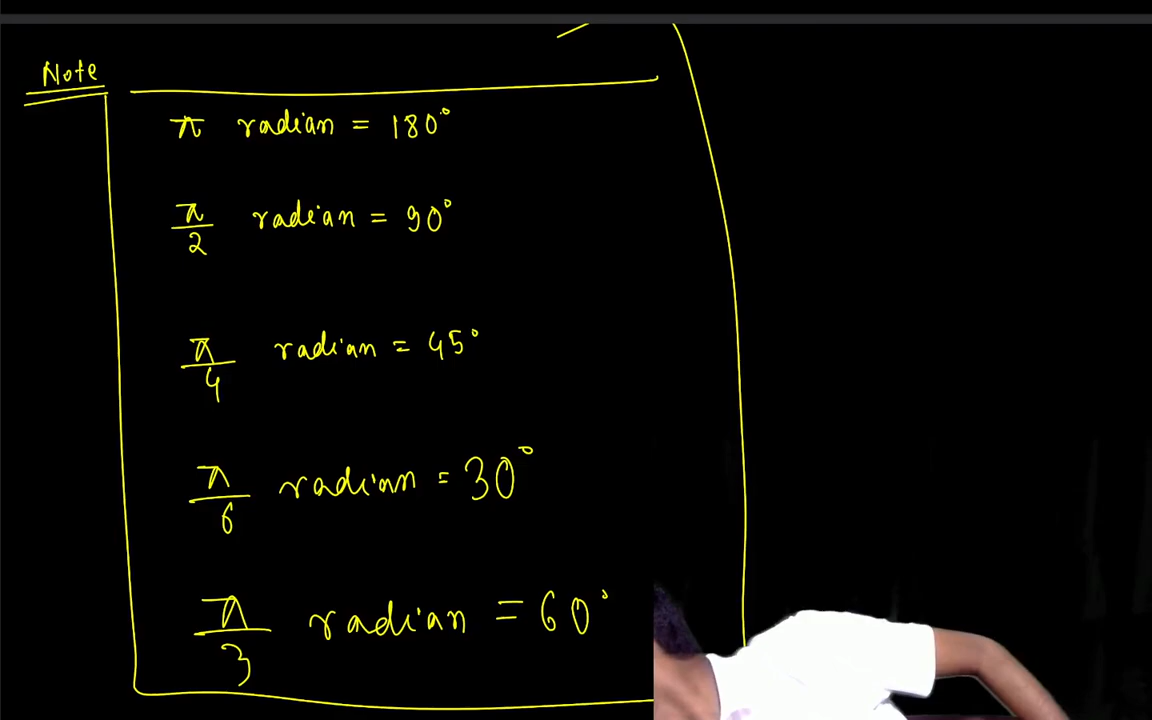 Note
π radian = 180°
π/2 radian = 90°
π/4 radian = 45°
π/6 radian = 30°
π/3 radian = 60°